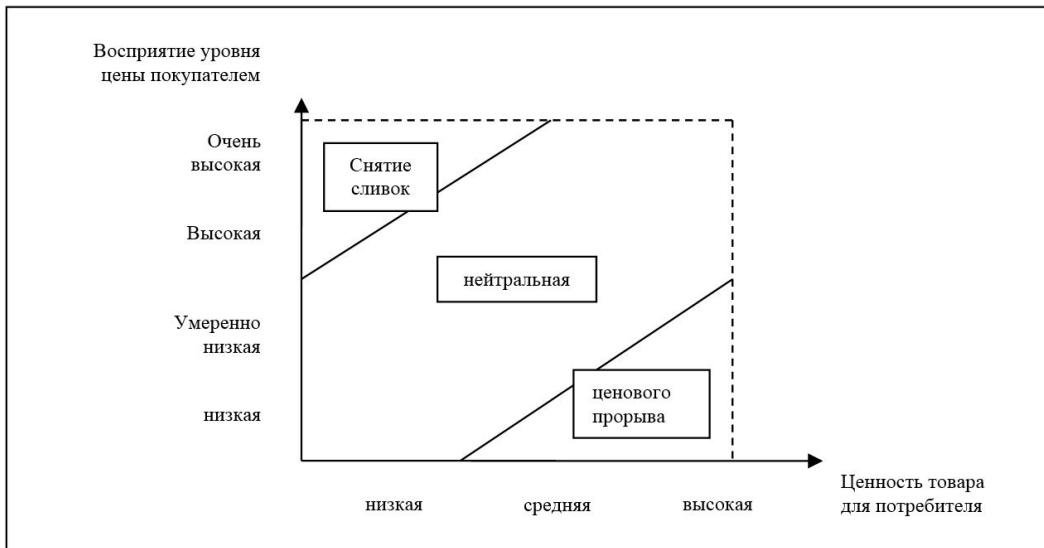 Восприятие уровня
цены покупателем
Очень
высокая
Снятие
сливок
Высокая
нейтральная
Умеренно
низкая
ценового
прорыва
низкая
Ценность товара
для потребителя
низкая
средняя
высокая